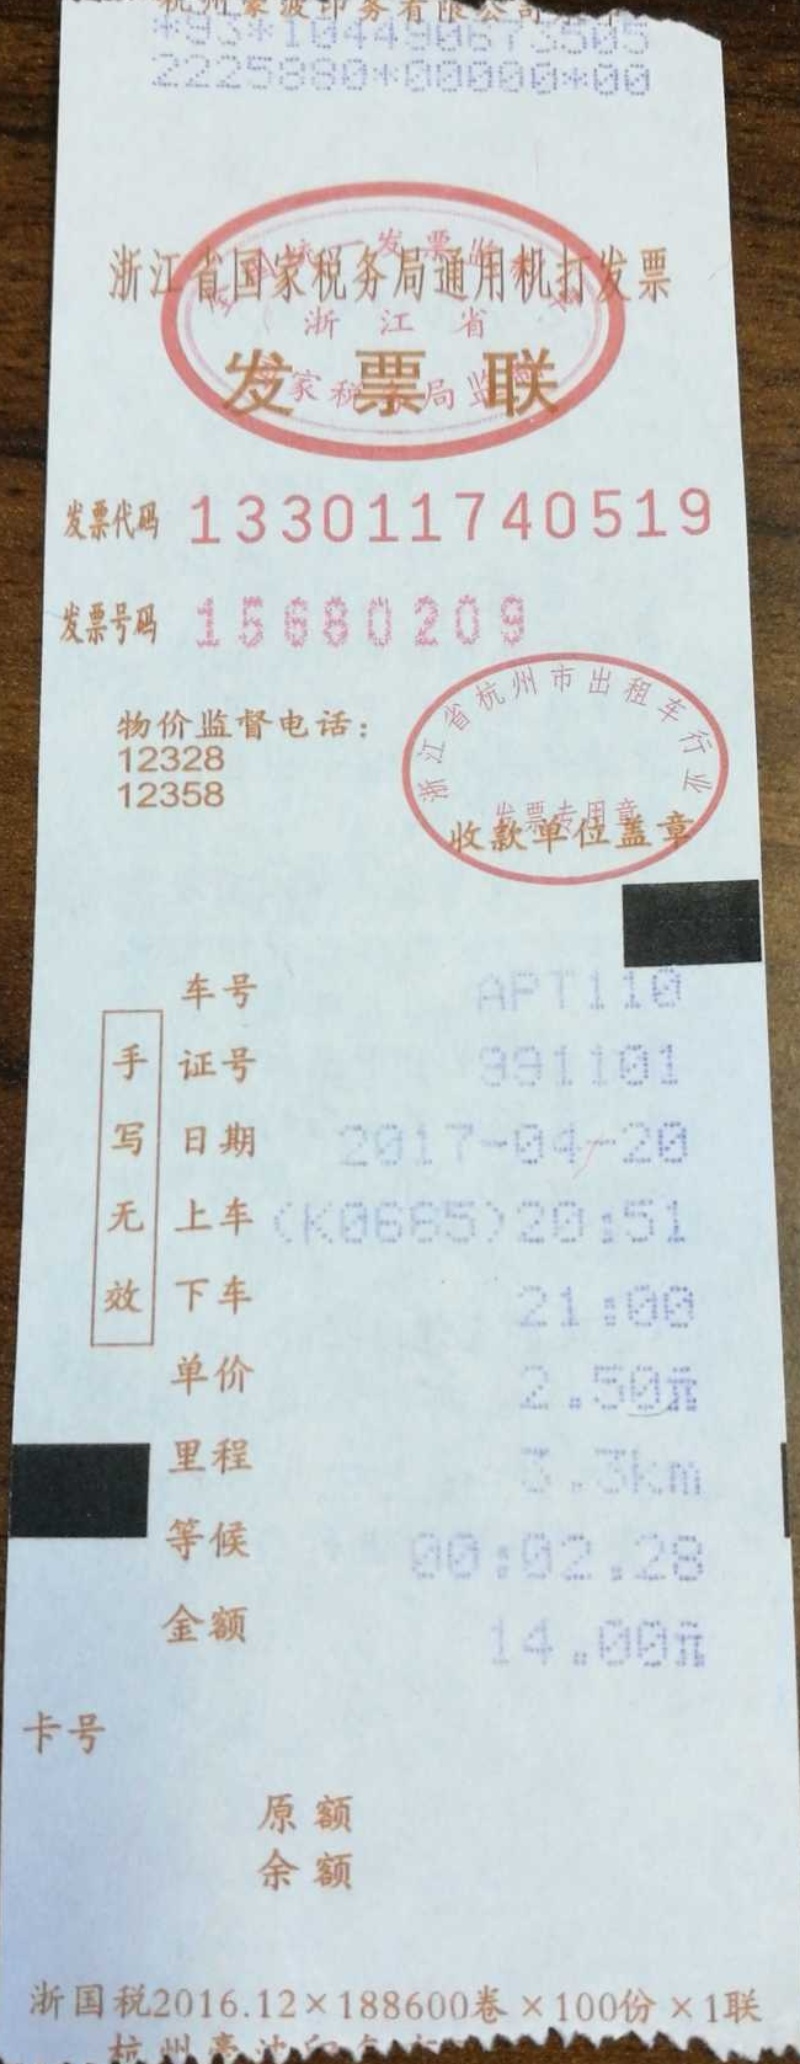 杭州豪波印务有限公司
*93*104490673505
2225880*00000*00
全国统一发票监制章
浙江省国家税务局通用机打发票
浙江省
国家税务局监制
发票联
发票代码 133011740519
发票号码 15680209
物价监督电话：
12328
12358
浙江省杭州市出租车行业
发票专用章
收款单位盖章
手写无效
车号 APT110
证号 991101
日期 2017-04-20
上车 (K0685)20:51
下车 21:00
单价 2.50元
里程 3.3km
等候 00:02.28
金额 14.00元
卡号
原额
余额
浙国税2016.12×188600卷×100份×1联